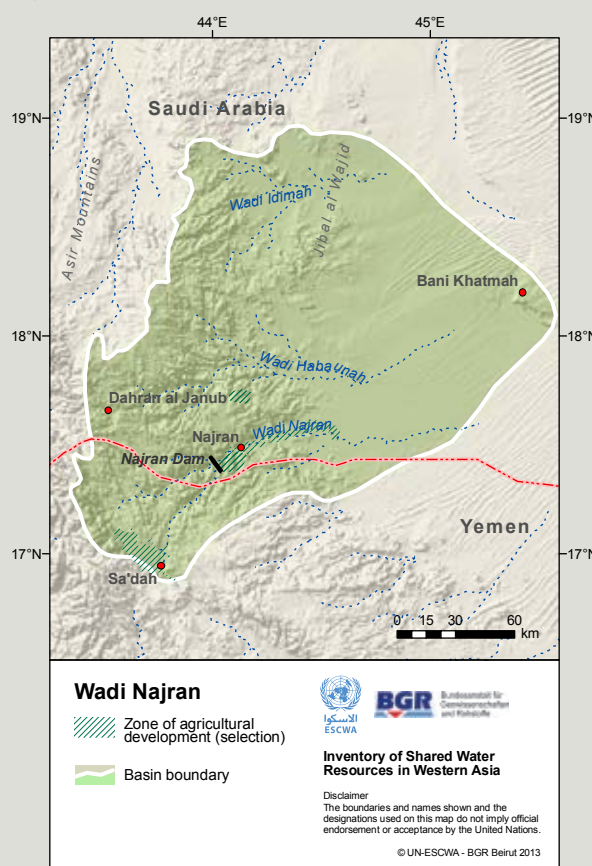 44°E
45°E
19°N
Saudi Arabia
19°N
Asir Mountains
Wadi Idimah
Jibal al Wajid
Bani Khatmah
18°N
18°N
Wadi Habaunah
Dahran al Janub
Najran
Wadi Najran
Najran Dam
Yemen
17°N
17°N
Sa'dah
0 15 30 60
km
Wadi Najran
Zone of agricultural
development (selection)
Basin boundary
الاسكوا
ESCWA
BGR
Bundesanstalt für
Geowissenschaften
und Rohstoffe
Inventory of Shared Water
Resources in Western Asia
Disclaimer
The boundaries and names shown and the
designations used on this map do not imply official
endorsement or acceptance by the United Nations.
© UN-ESCWA - BGR Beirut 2013